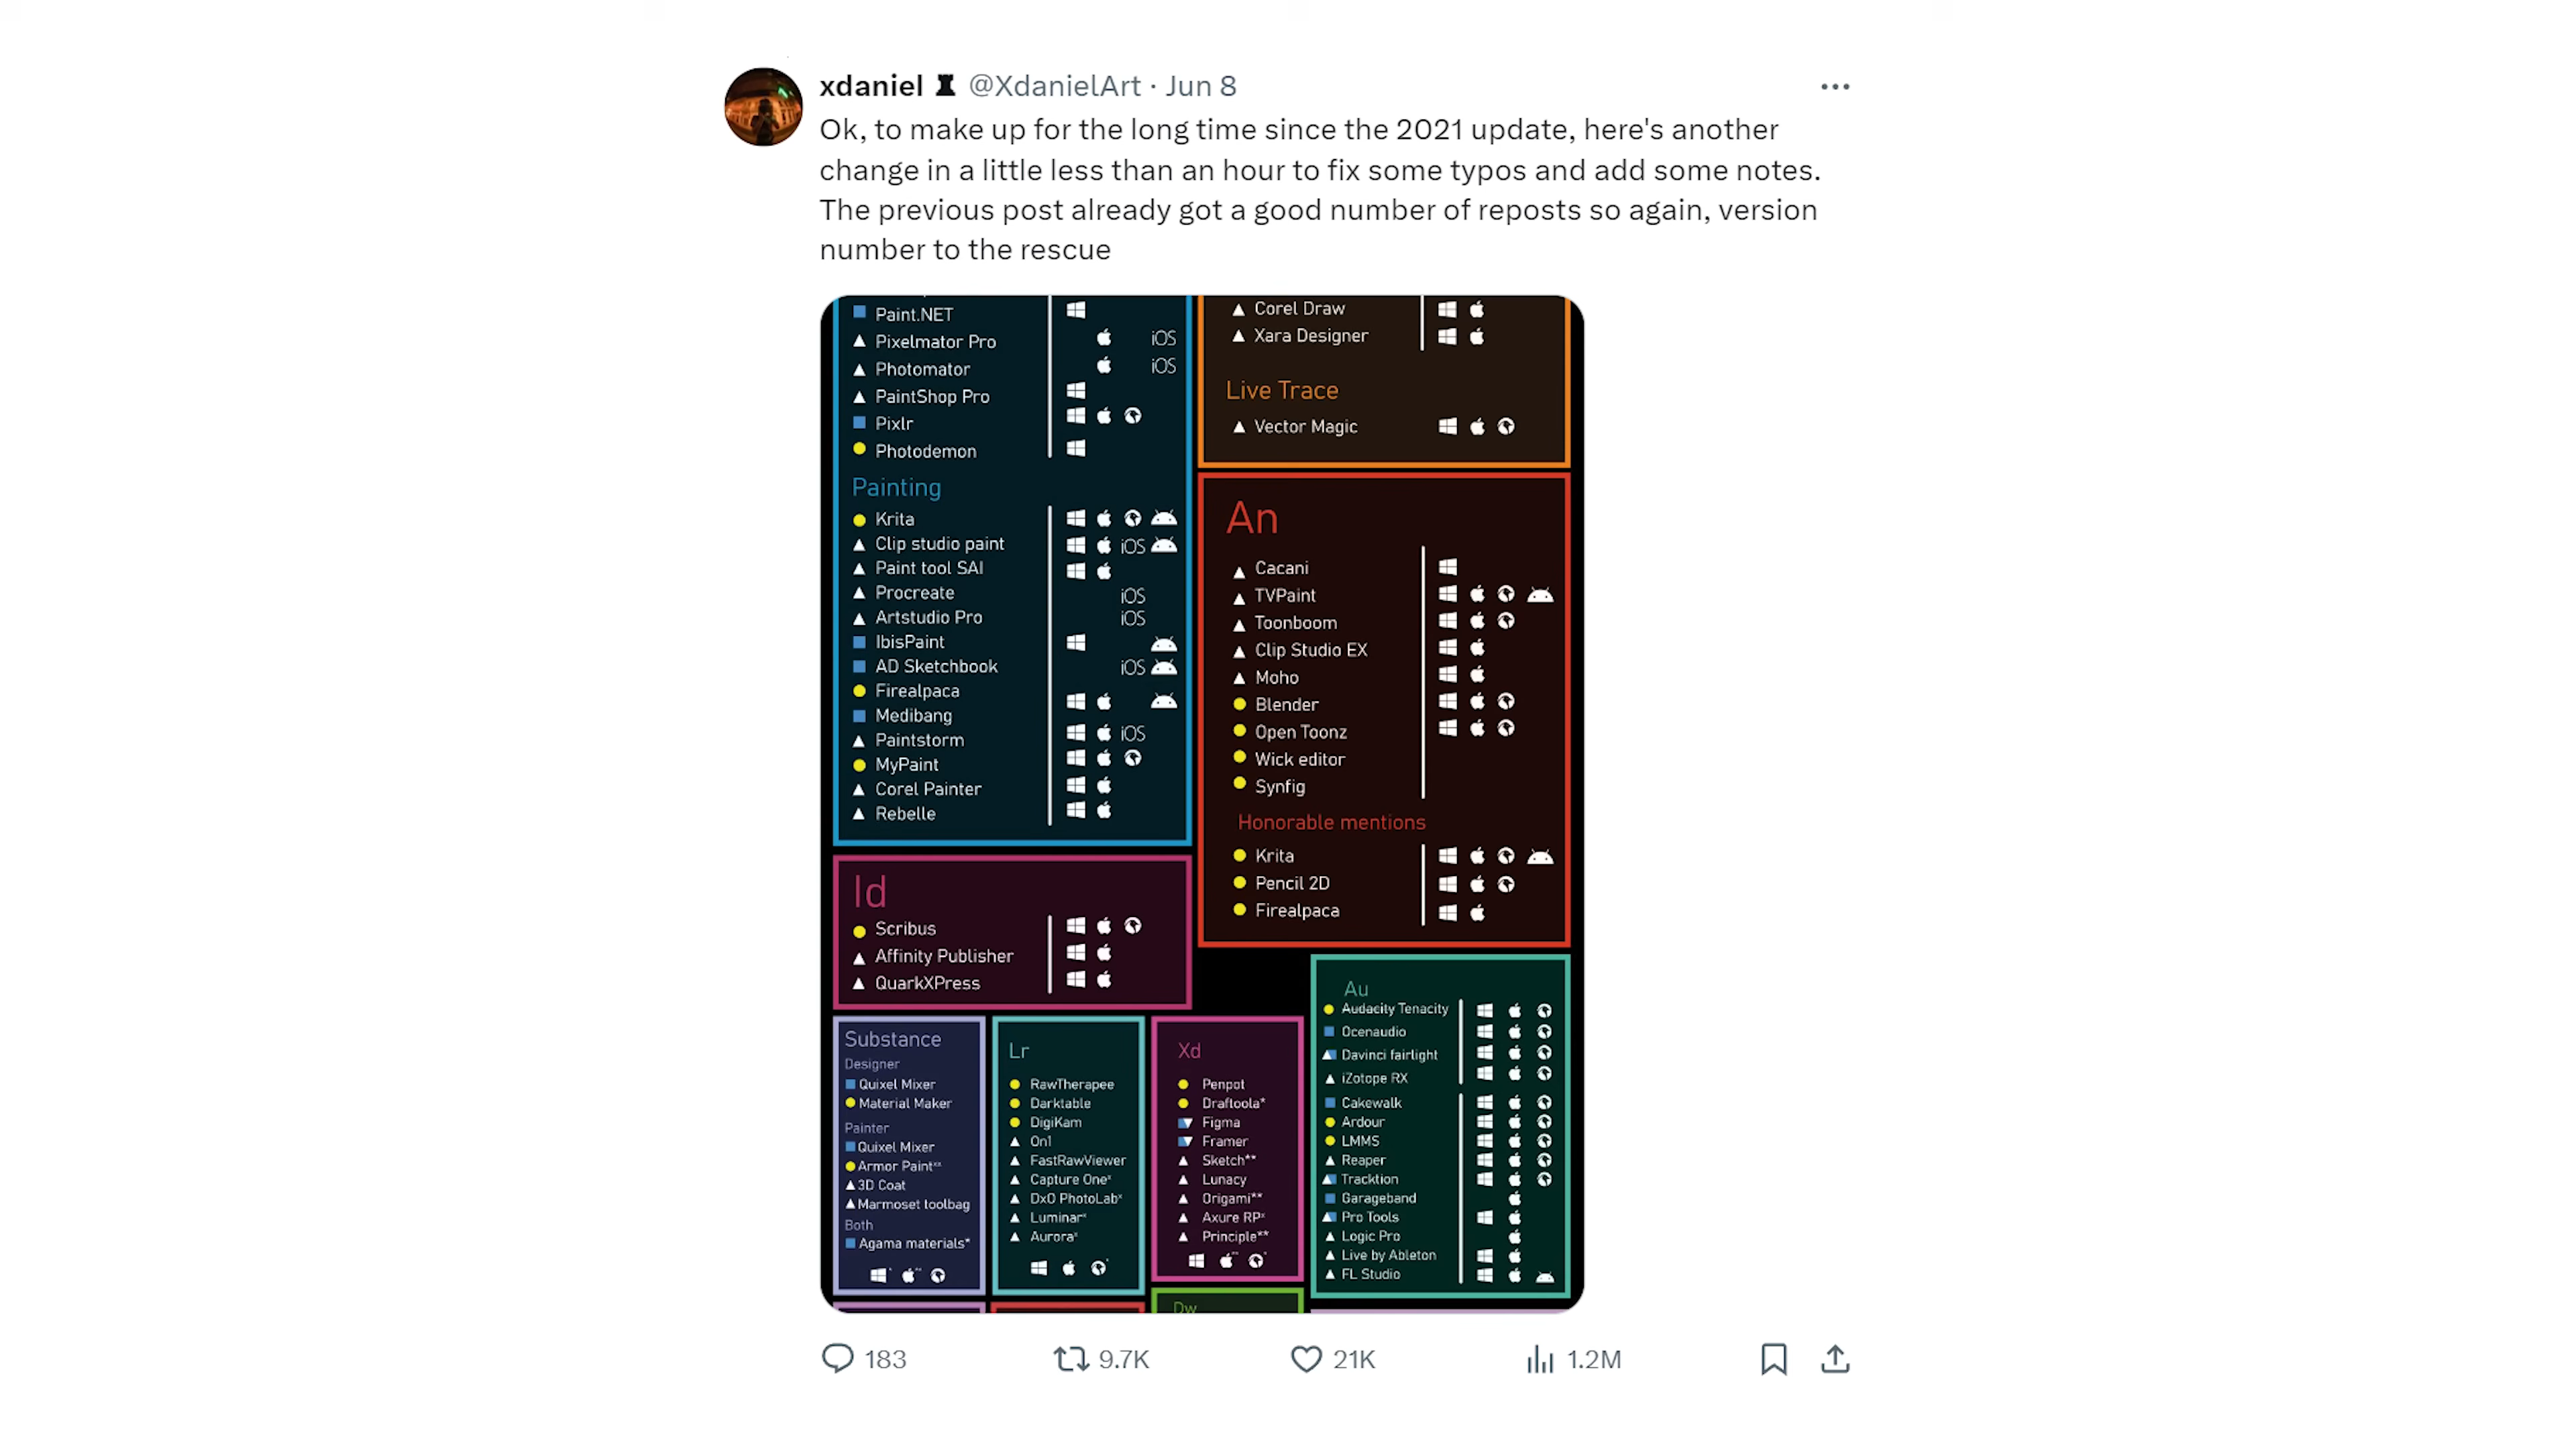 xdaniel @XdanielArt · Jun 8
Ok, to make up for the long time since the 2021 update, here's another
change in a little less than an hour to fix some typos and add some notes.
The previous post already got a good number of reposts so again, version
number to the rescue
Paint.NET
Pixelmator Pro iOS
Photomator iOS
PaintShop Pro
Pixlr
Photodemon
Painting
Krita
Clip studio paint iOS
Paint tool SAI
Procreate iOS
Artstudio Pro iOS
IbisPaint
AD Sketchbook iOS
Firealpaca
Medibang
Paintstorm iOS
MyPaint
Corel Painter
Rebelle
Corel Draw
Xara Designer
Live Trace
Vector Magic
An
Cacani
TVPaint
Toonboom
Clip Studio EX
Moho
Blender
Open Toonz
Wick editor
Synfig
Honorable mentions
Krita
Pencil 2D
Firealpaca
Id
Scribus
Affinity Publisher
QuarkXPress
Substance
Designer
Quixel Mixer
Material Maker
Painter
Quixel Mixer
Armor Paint**
3D Coat
Marmoset toolbag
Both
Agama materials*
Lr
RawTherapee
Darktable
DigiKam
On1
FastRawViewer
Capture One*
DxO PhotoLab*
Luminar*
Aurora*
Xd
Penpot
Draftoola*
Figma
Framer
Sketch**
Lunacy
Origami**
Axure RP*
Principle**
Au
Audacity Tenacity
Ocenaudio
Davinci fairlight
iZotope RX
Cakewalk
Ardour
LMMS
Reaper
Tracktion
Garageband
Pro Tools
Logic Pro
Live by Ableton
FL Studio
Dw
183 9.7K 21K 1.2M